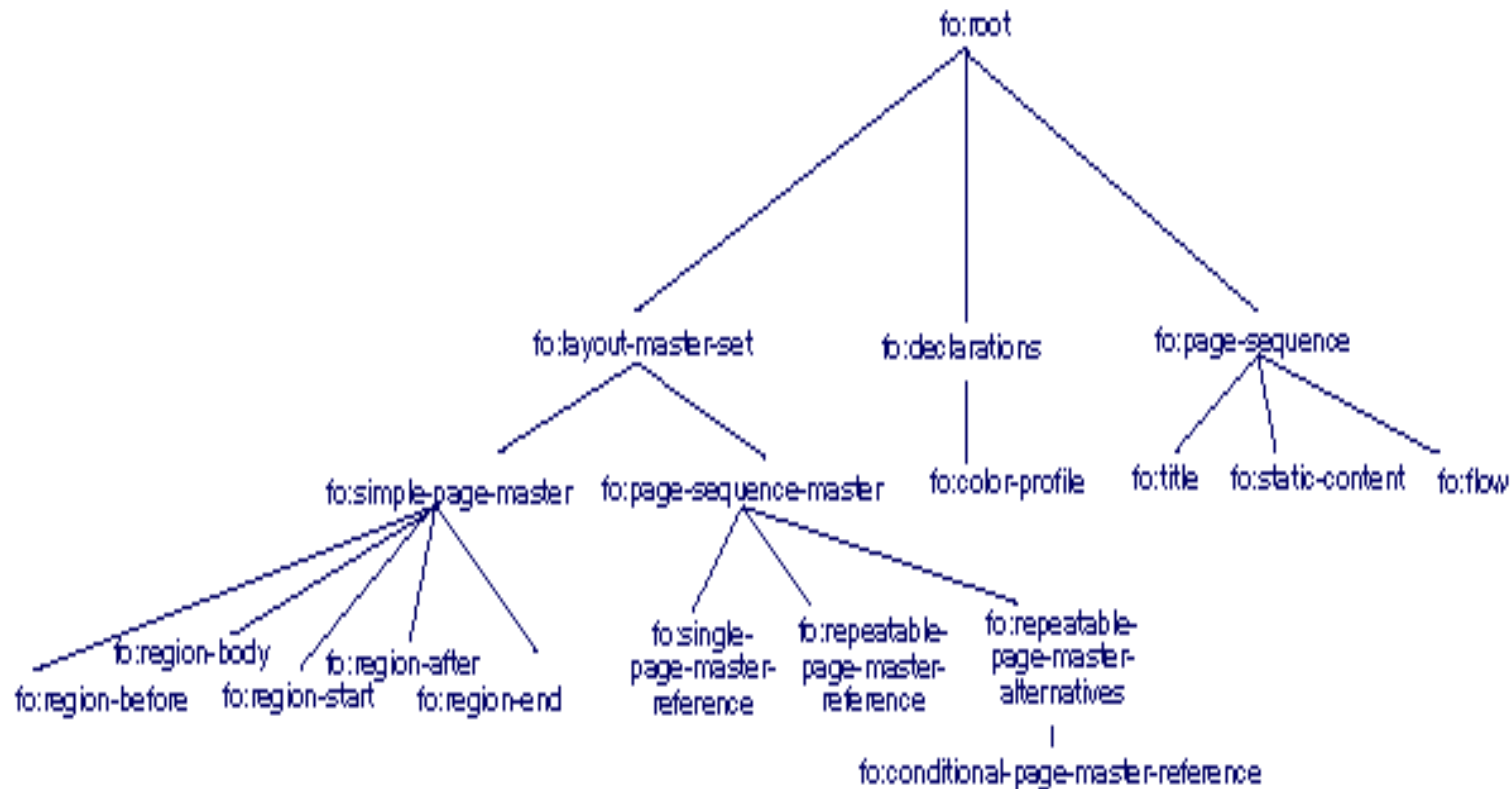 fo:root
fo:layout-master-set
fo:declarations
fo:page-sequence
fo:simple-page-master
fo:page-sequence-master
fo:color-profile
fo:title
fo:static-content
fo:flow
fo:region-before
fo:region-body
fo:region-start
fo:region-after
fo:region-end
fo:single-
page-master-
reference
fo:repeatable-
page-master-
reference
fo:repeatable-
page-master-
alternatives
fo:conditional-page-master-reference